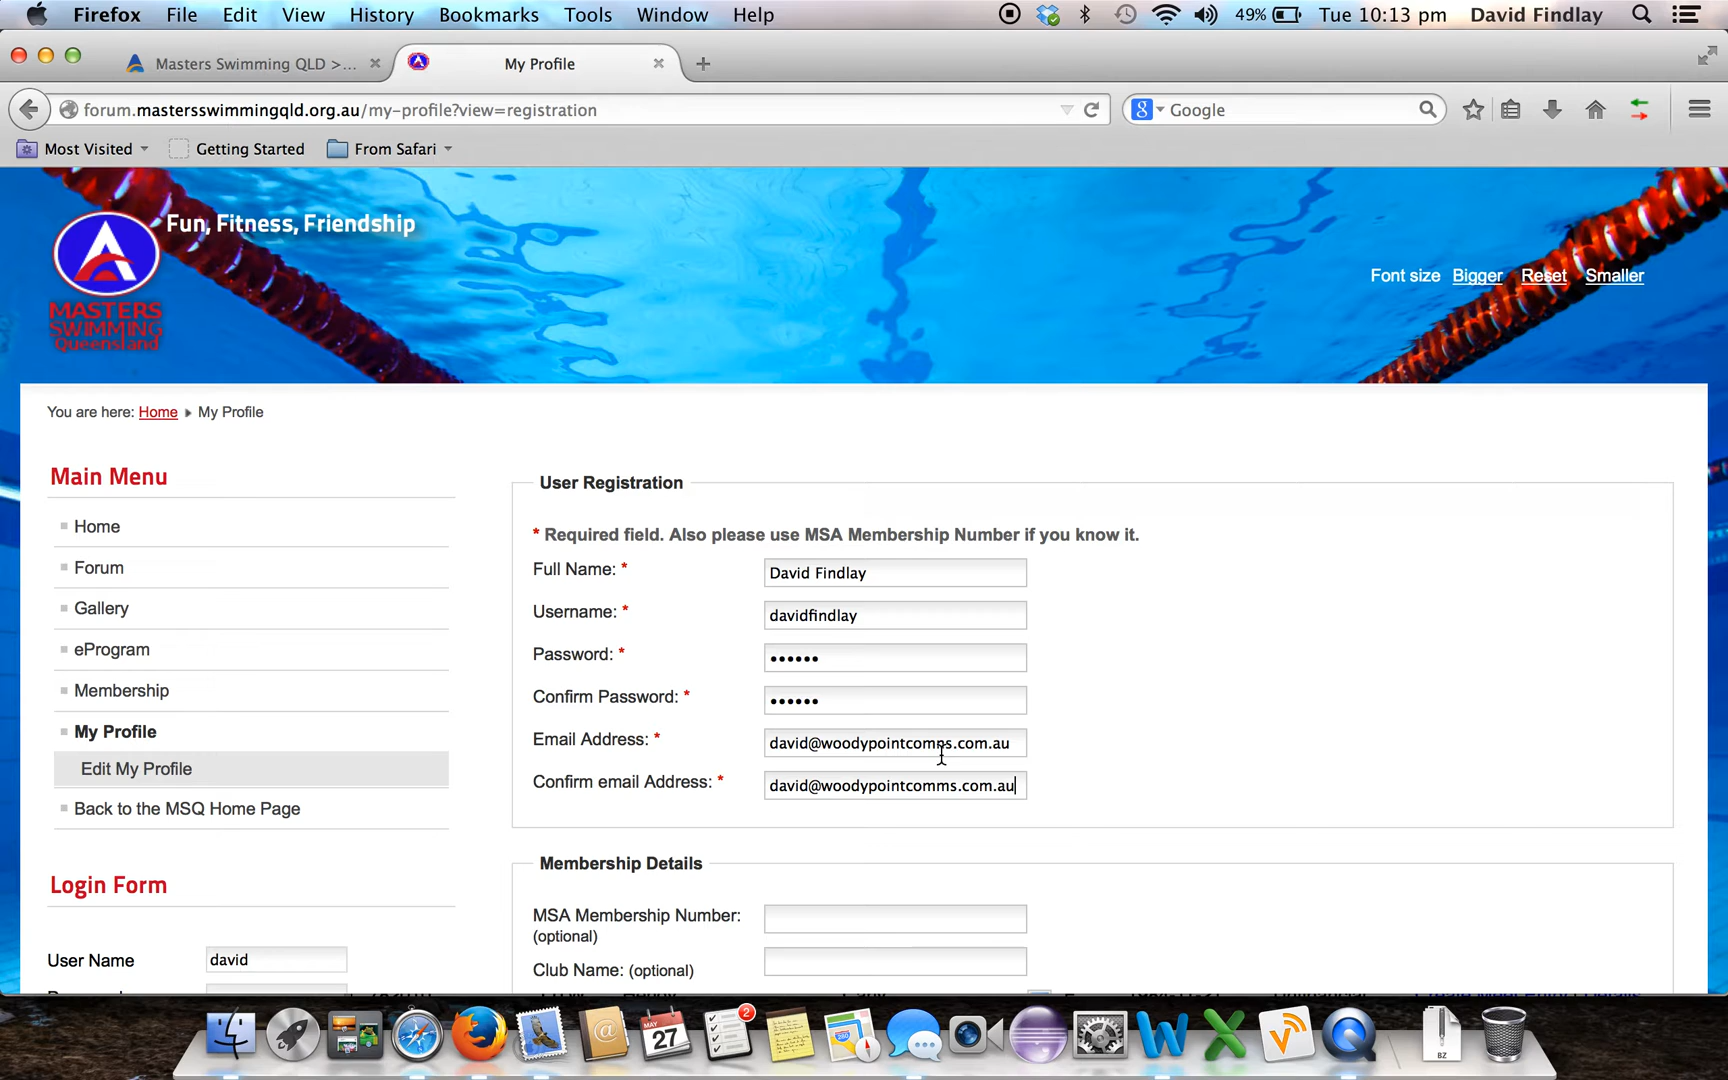 Firefox File Edit View History Bookmarks Tools Window Help 49% Tue 10:13 pm David Findlay
Masters Swimming QLD >...
My Profile
forum.mastersswimmingqld.org.au/my-profile?view=registration
Google
Most Visited Getting Started From Safari
Fun, Fitness, Friendship
Font size Bigger Reset Smaller
MASTERS
SWIMMING
Queensland
You are here: Home My Profile
Main Menu
Home
Forum
Gallery
eProgram
Membership
My Profile
Edit My Profile
Back to the MSQ Home Page
Login Form
User Name david
User Registration
* Required field. Also please use MSA Membership Number if you know it.
Full Name: * David Findlay
Username: * davidfindlay
Password: * ••••••
Confirm Password: * ••••••
Email Address: * david@woodypointcomms.com.au
Confirm email Address: * david@woodypointcomms.com.au
Membership Details
MSA Membership Number:
(optional)
Club Name: (optional)
MAY
27
2
BZ